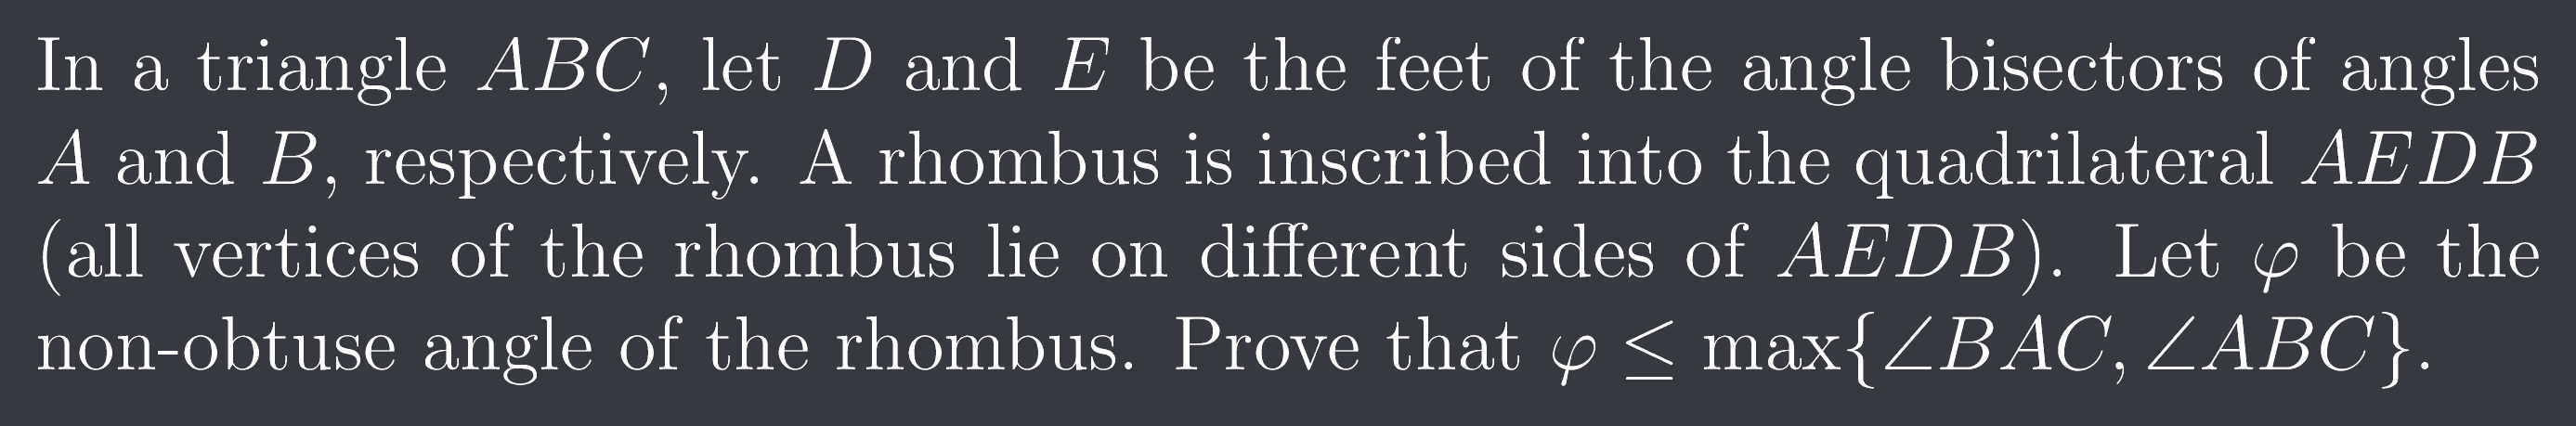 In a triangle ABC, let D and E be the feet of the angle bisectors of angles
A and B, respectively. A rhombus is inscribed into the quadrilateral AEDB
(all vertices of the rhombus lie on different sides of AEDB). Let φ be the
non-obtuse angle of the rhombus. Prove that φ ≤ max{∠BAC, ∠ABC}.